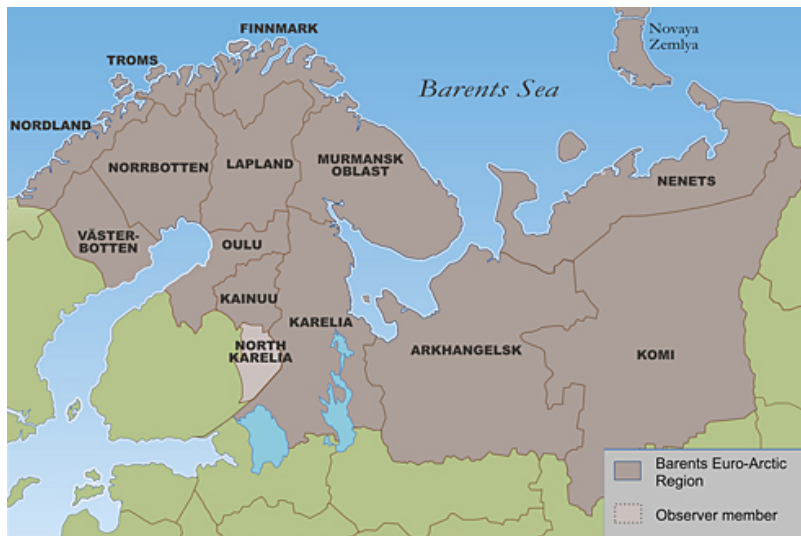 FINNMARK
Novaya
Zemlya
TROMS
Barents Sea
NORDLAND
NORRBOTTEN
LAPLAND
MURMANSK
OBLAST
NENETS
VÄSTER-
BOTTEN
OULU
KAINUU
KARELIA
NORTH
KARELIA
ARKHANGELSK
KOMI
Barents Euro-Arctic
Region
Observer member